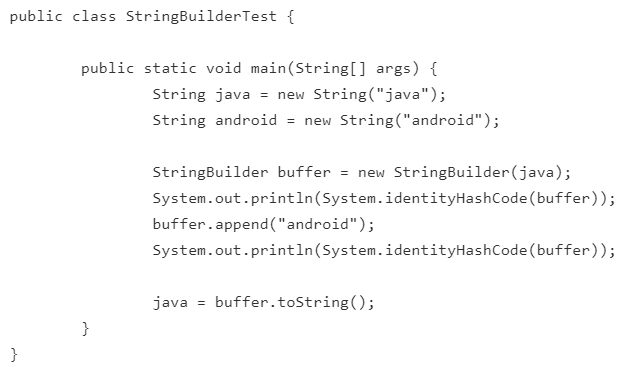 public class StringBuilderTest {
public static void main(String[] args) {
String java = new String("java");
String android = new String("android");
StringBuilder buffer = new StringBuilder(java);
System.out.println(System.identityHashCode(buffer));
buffer.append("android");
System.out.println(System.identityHashCode(buffer));
java = buffer.toString();
}
}